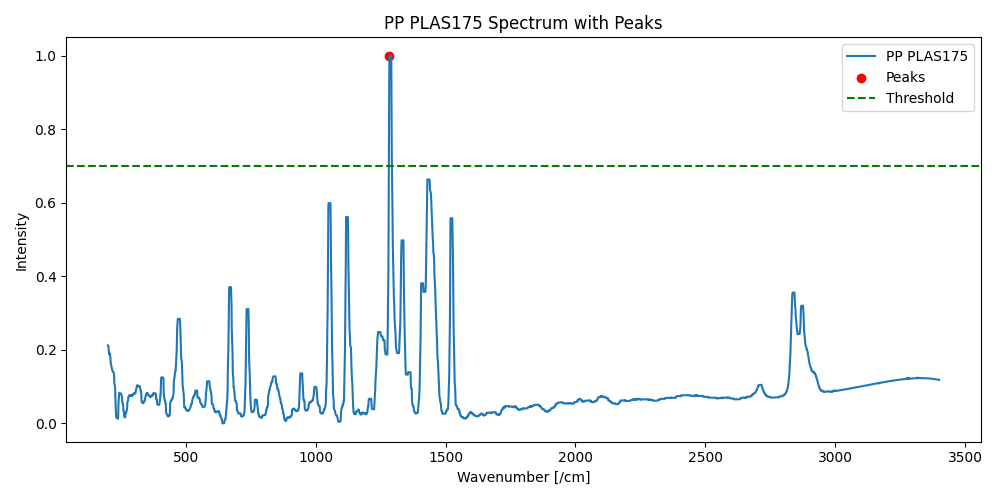 PP PLAS175 Spectrum with Peaks
PP PLAS175
Peaks
Threshold
Intensity
1.0
0.8
0.6
0.4
0.2
0.0
500 1000 1500 2000 2500 3000 3500
Wavenumber [/cm]